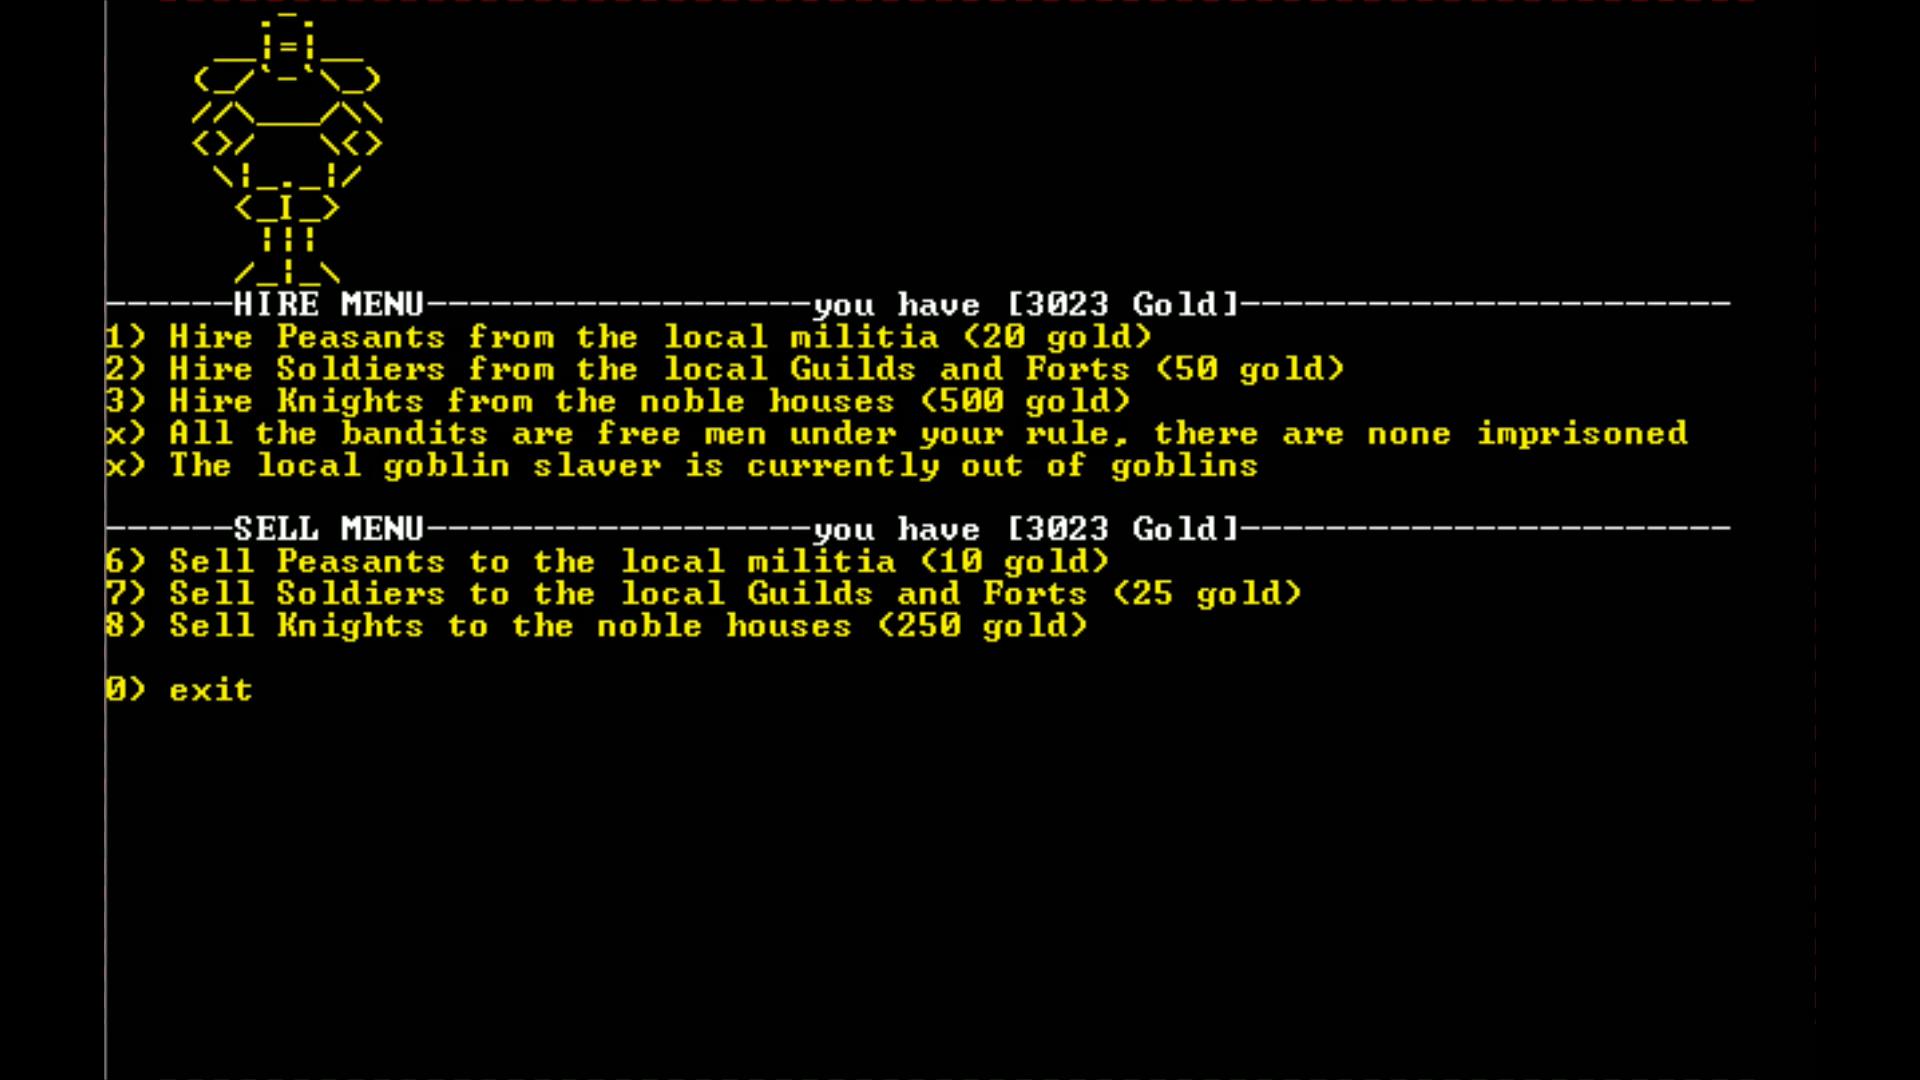 ------HIRE MENU------------------you have [3023 Gold]-----------------------
1) Hire Peasants from the local militia (20 gold)
2) Hire Soldiers from the local Guilds and Forts (50 gold)
3) Hire Knights from the noble houses (500 gold)
x) All the bandits are free men under your rule, there are none imprisoned
x) The local goblin slaver is currently out of goblins
------SELL MENU------------------you have [3023 Gold]-----------------------
6) Sell Peasants to the local militia (10 gold)
7) Sell Soldiers to the local Guilds and Forts (25 gold)
8) Sell Knights to the noble houses (250 gold)
0) exit